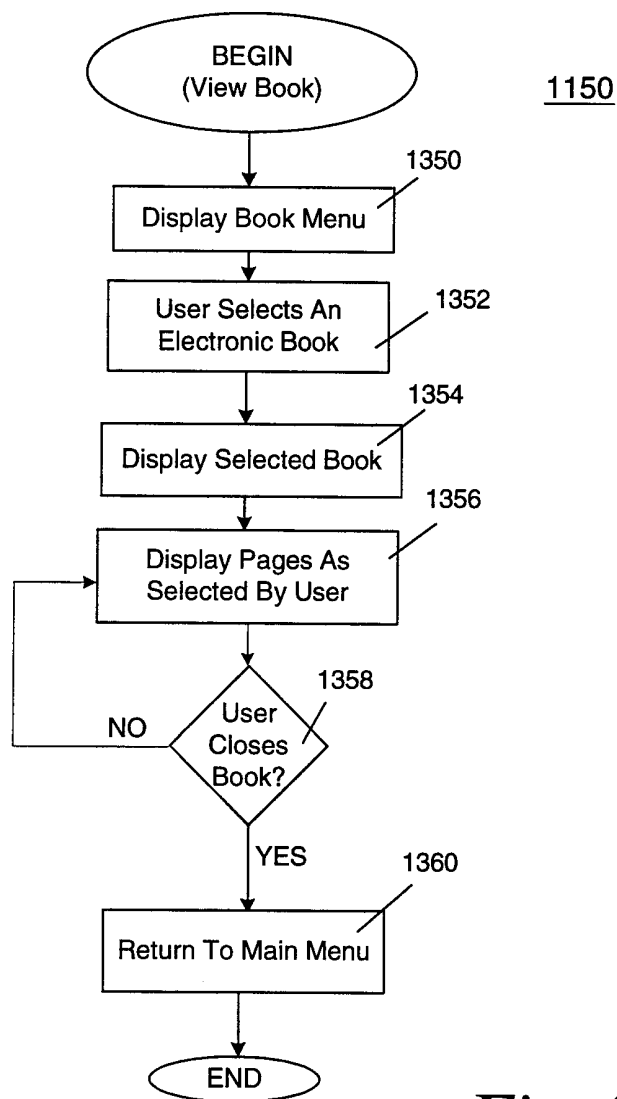 BEGIN
(View Book)
1150
1350
Display Book Menu
1352
User Selects An
Electronic Book
1354
Display Selected Book
1356
Display Pages As
Selected By User
1358
User
Closes
Book?
NO
YES
1360
Return To Main Menu
END